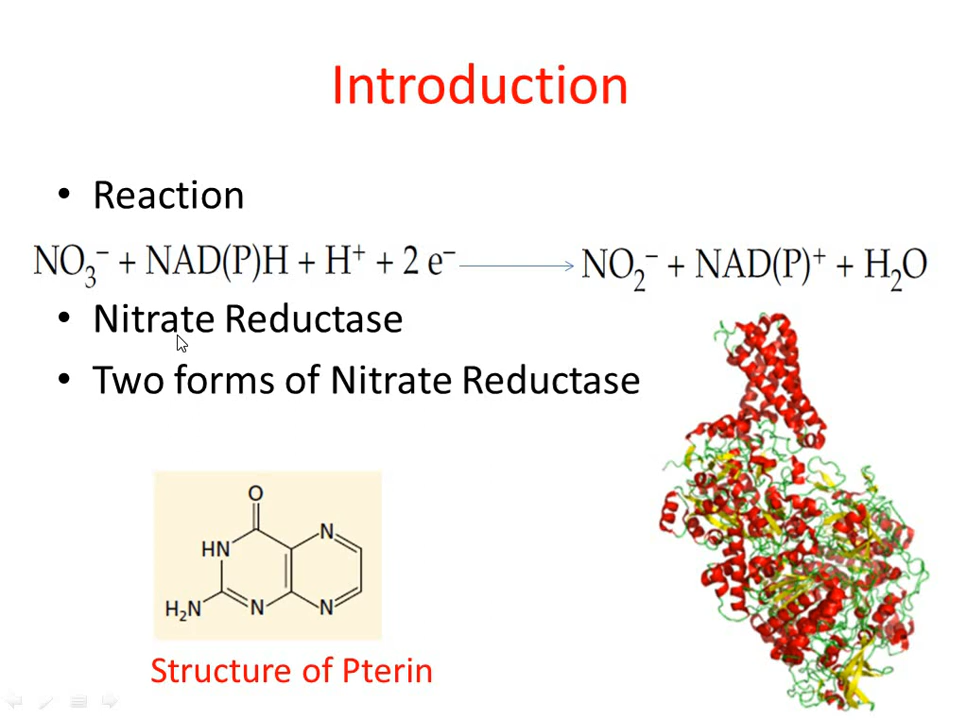 Introduction
• Reaction
NO₃⁻ + NAD(P)H + H⁺ + 2 e⁻ → NO₂⁻ + NAD(P)⁺ + H₂O
• Nitrate Reductase
• Two forms of Nitrate Reductase
O
HN
N
H₂N
N
N
Structure of Pterin